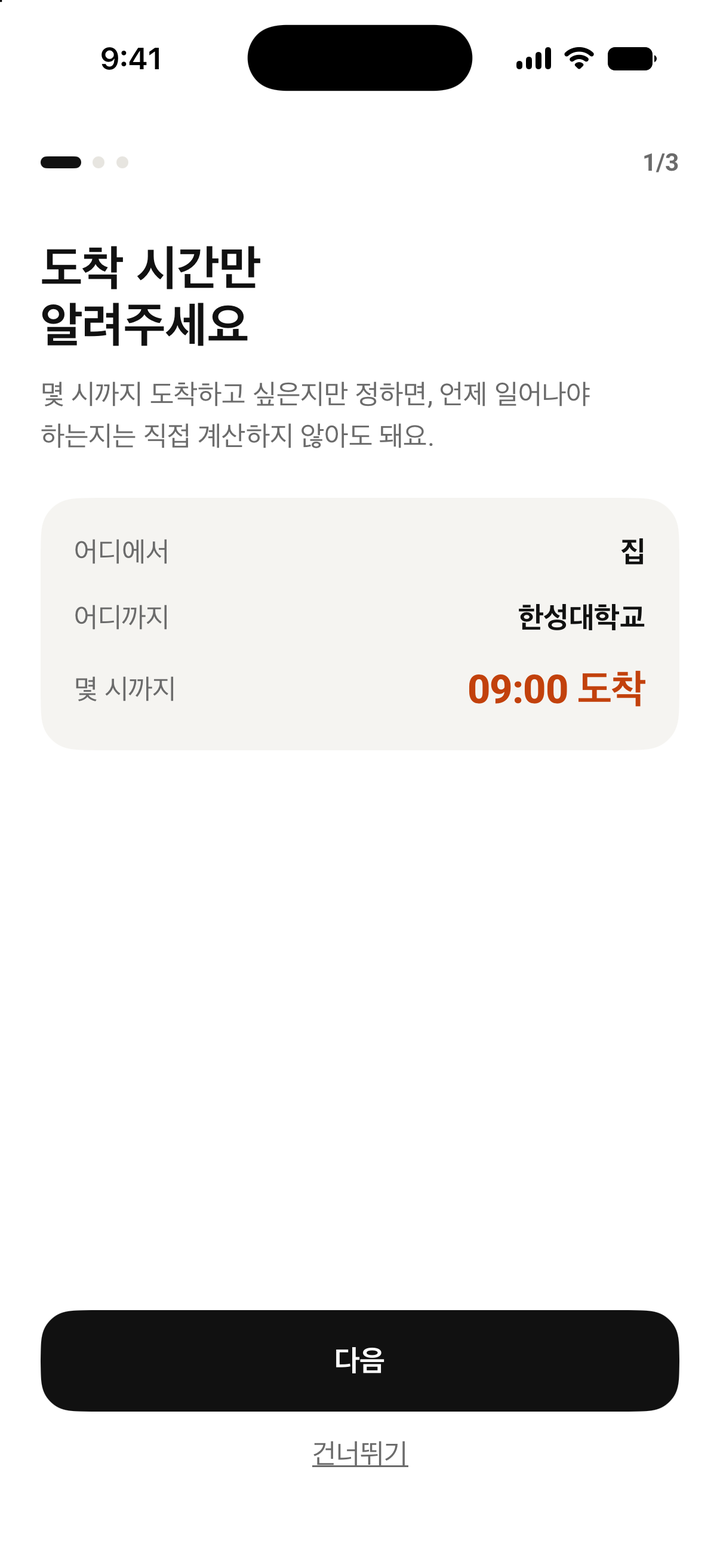 9:41
1/3
도착 시간만
알려주세요
몇 시까지 도착하고 싶은지만 정하면, 언제 일어나야
하는지는 직접 계산하지 않아도 돼요.
어디에서 집
어디까지 한성대학교
몇 시까지 09:00 도착
다음
건너뛰기